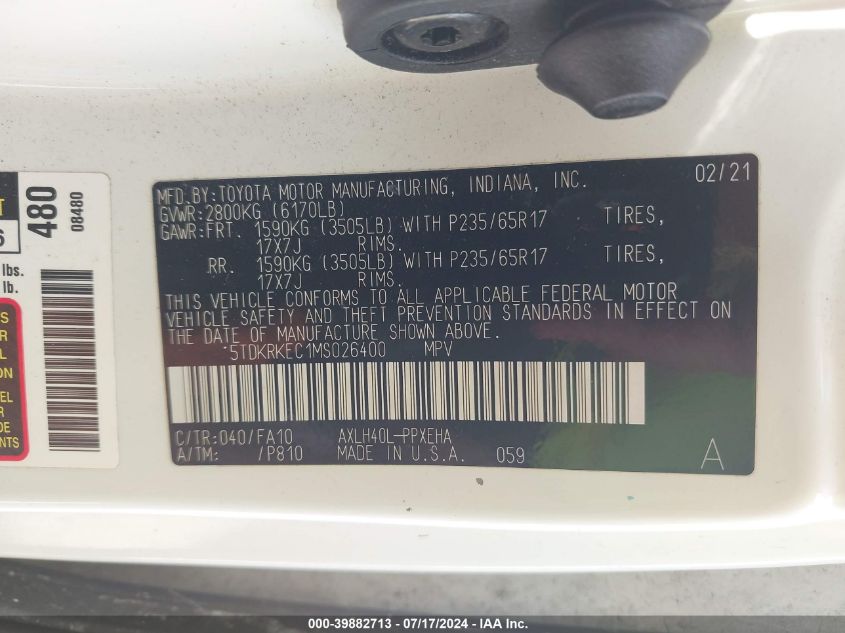 MFD.BY:TOYOTA MOTOR MANUFACTURING, INDIANA, INC. 02/21
GVWR:2800KG (6170LB)
GAWR:FRT. 1590KG (3505LB) WITH P235/65R17 TIRES,
17X7J RIMS.
RR. 1590KG (3505LB) WITH P235/65R17 TIRES,
17X7J RIMS.
THIS VEHICLE CONFORMS TO ALL APPLICABLE FEDERAL MOTOR
VEHICLE SAFETY AND THEFT PREVENTION STANDARDS IN EFFECT ON
THE DATE OF MANUFACTURE SHOWN ABOVE.
5TDKRKEC1MS026400 MPV
C/TR:040/FA10 AXLH40L-PPXEHA
A/TM: /P810 MADE IN U.S.A. 059 A
480
08480
lbs.
lb.
000-39882713 / 07/17/2024 - IAA Inc.